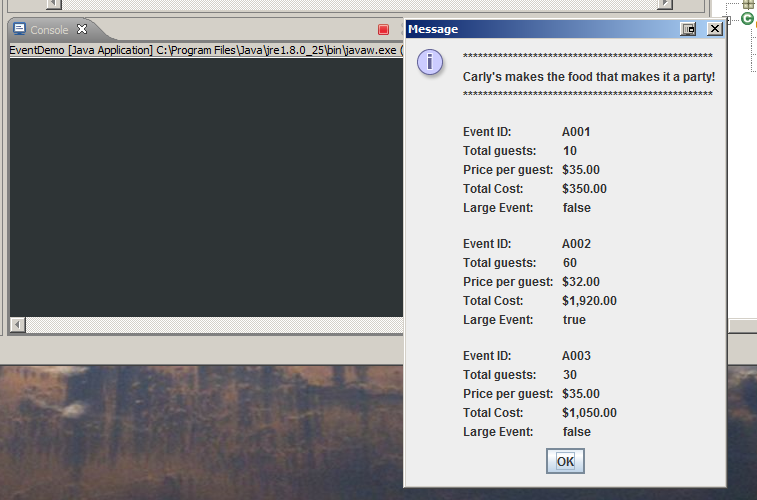 Console
EventDemo [Java Application] C:\Program Files\Java\jre1.8.0_25\bin\javaw.exe (
Message
**************************************************
Carly's makes the food that makes it a party!
**************************************************
Event ID: A001
Total guests: 10
Price per guest: $35.00
Total Cost: $350.00
Large Event: false
Event ID: A002
Total guests: 60
Price per guest: $32.00
Total Cost: $1,920.00
Large Event: true
Event ID: A003
Total guests: 30
Price per guest: $35.00
Total Cost: $1,050.00
Large Event: false
OK